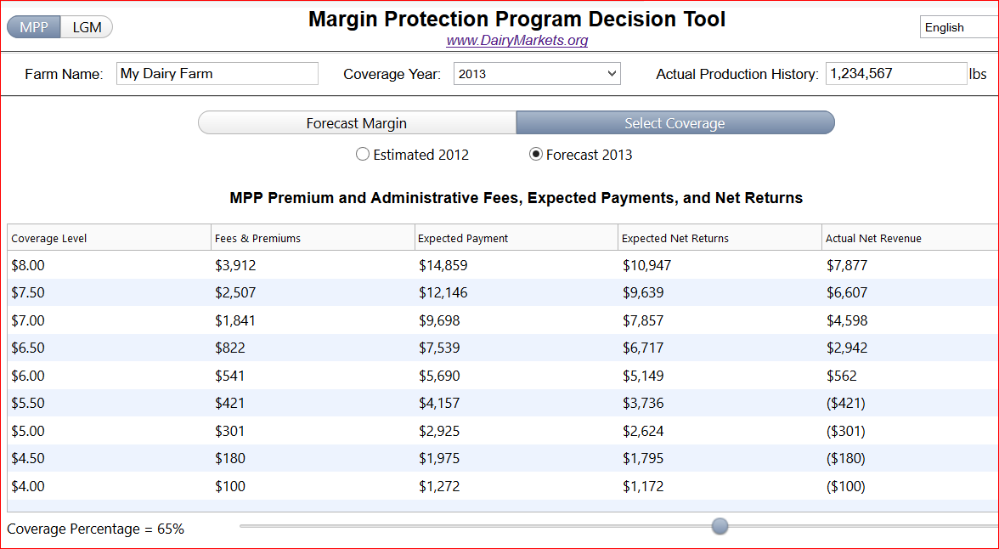 MPP LGM
Margin Protection Program Decision Tool
English
www.DairyMarkets.org
Farm Name: My Dairy Farm Coverage Year: 2013 Actual Production History: 1,234,567 lbs
Forecast Margin Select Coverage
Estimated 2012 Forecast 2013
MPP Premium and Administrative Fees, Expected Payments, and Net Returns
Coverage Level Fees & Premiums Expected Payment Expected Net Returns Actual Net Revenue
$8.00 $3,912 $14,859 $10,947 $7,877
$7.50 $2,507 $12,146 $9,639 $6,607
$7.00 $1,841 $9,698 $7,857 $4,598
$6.50 $822 $7,539 $6,717 $2,942
$6.00 $541 $5,690 $5,149 $562
$5.50 $421 $4,157 $3,736 ($421)
$5.00 $301 $2,925 $2,624 ($301)
$4.50 $180 $1,975 $1,795 ($180)
$4.00 $100 $1,272 $1,172 ($100)
Coverage Percentage = 65%